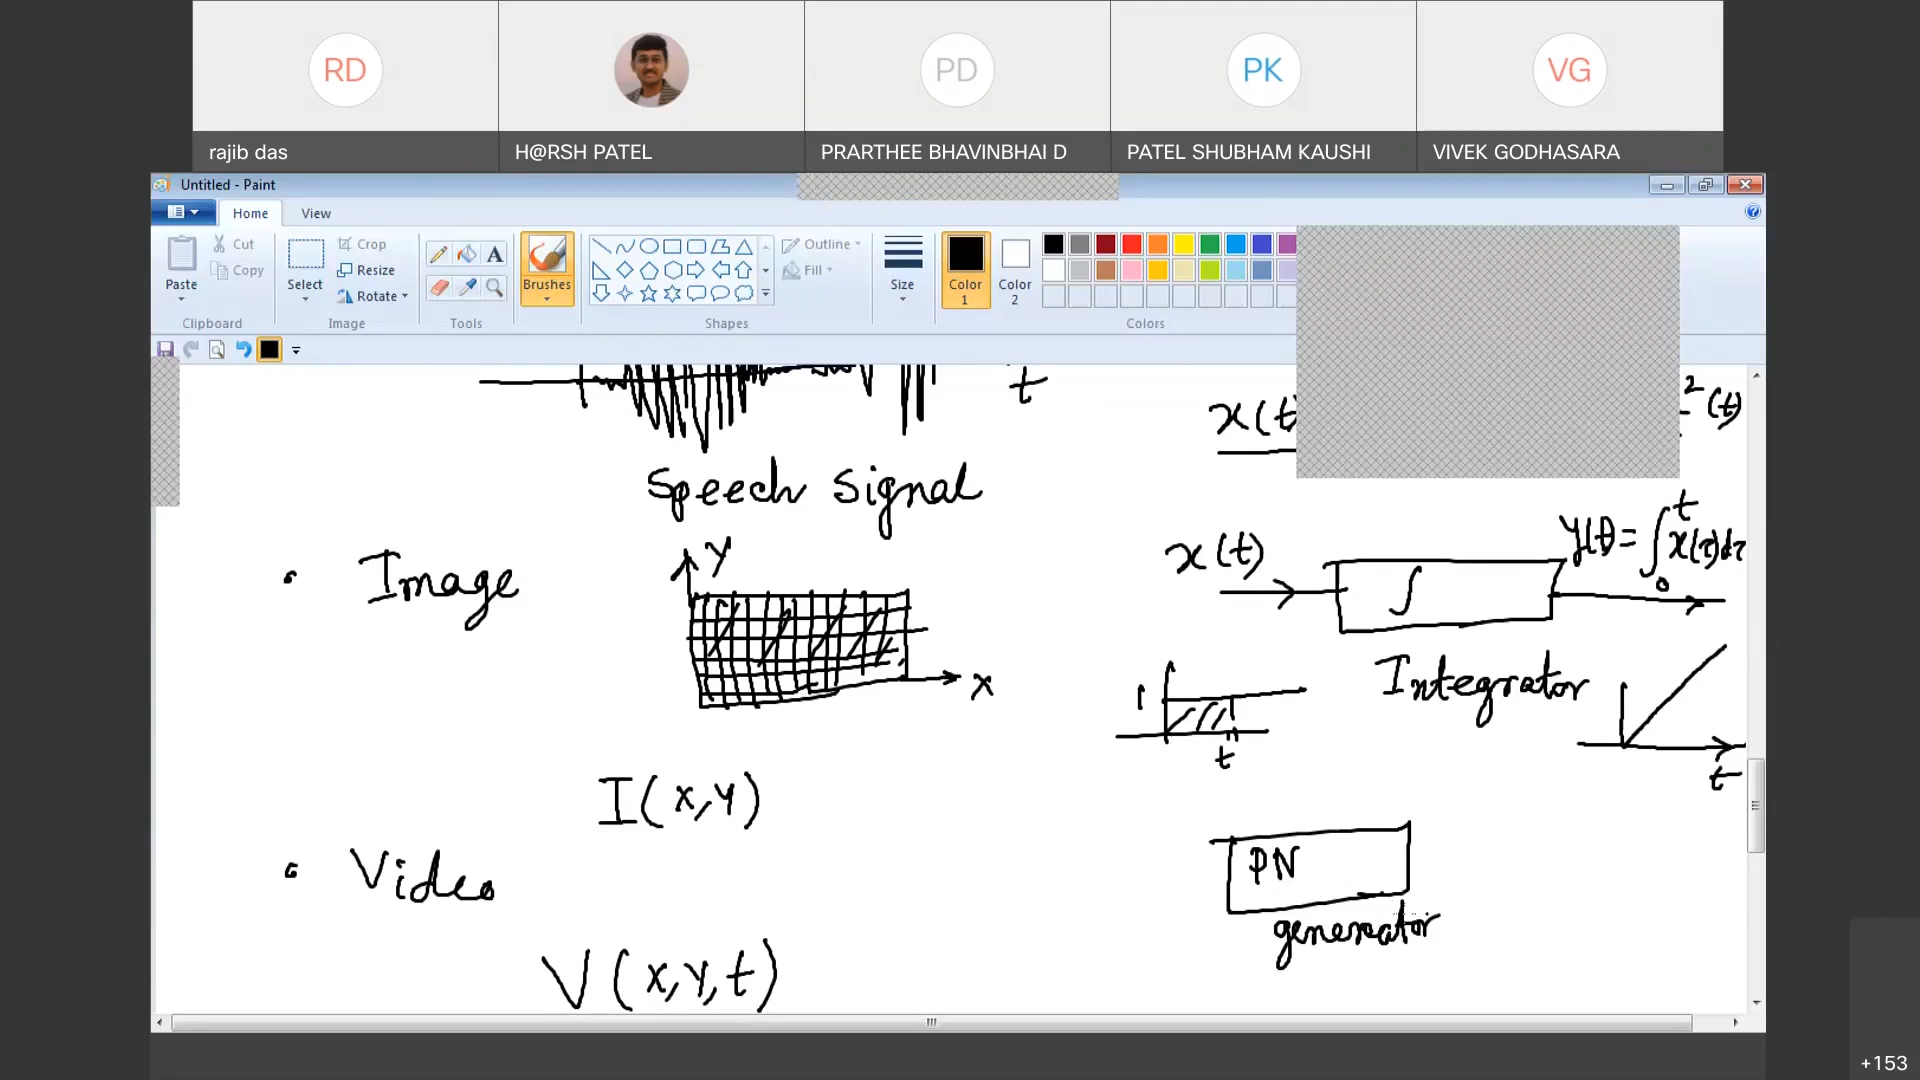 RD
PD
PK
VG
rajib das
H@RSH PATEL
PRARTHEE BHAVINBHAI D
PATEL SHUBHAM KAUSHI
VIVEK GODHASARA
Untitled - Paint
Home
View
Cut
Copy
Paste
Clipboard
Crop
Resize
Rotate
Select
Image
Tools
Brushes
Shapes
Outline
Fill
Size
Color 1
Color 2
Colors
t
Speech Signal
• Image
Y
X
I(x,y)
• Video
V(x,y,t)
x(t)
²(t)
x(t)
∫
y(t) = ∫₀ᵗ x(τ)dτ
Integrator
1
t
t
PN
generator
+153